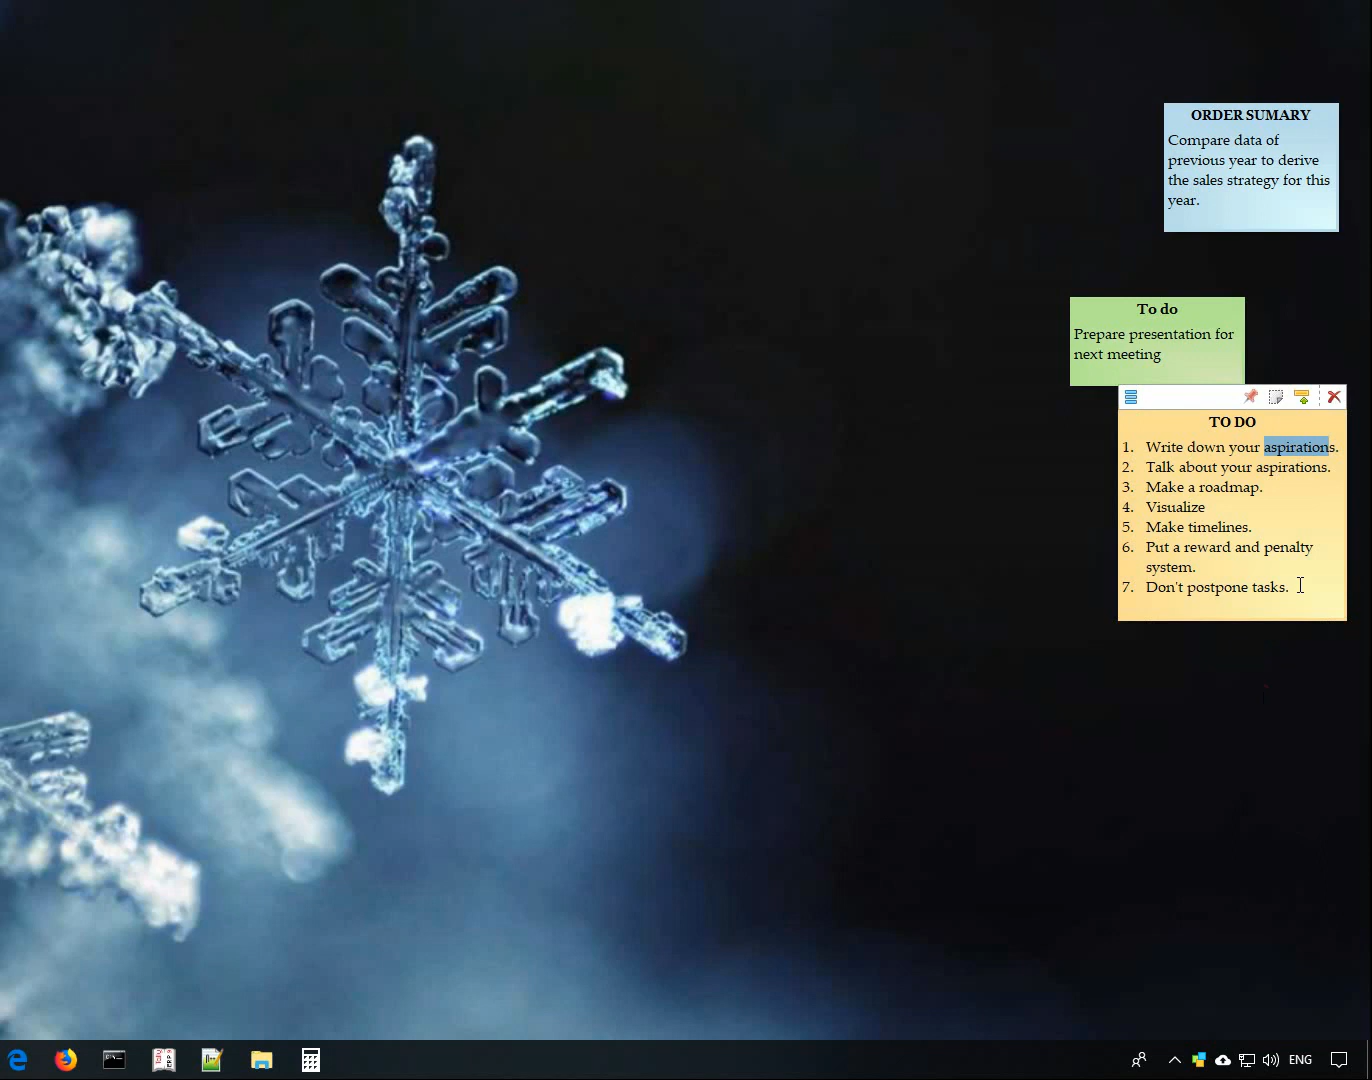 ORDER SUMARY
Compare data of
previous year to derive
the sales strategy for this
year.
To do
Prepare presentation for
next meeting
TO DO
1. Write down your aspirations.
2. Talk about your aspirations.
3. Make a roadmap.
4. Visualize
5. Make timelines.
6. Put a reward and penalty
system.
7. Don't postpone tasks.
ENG